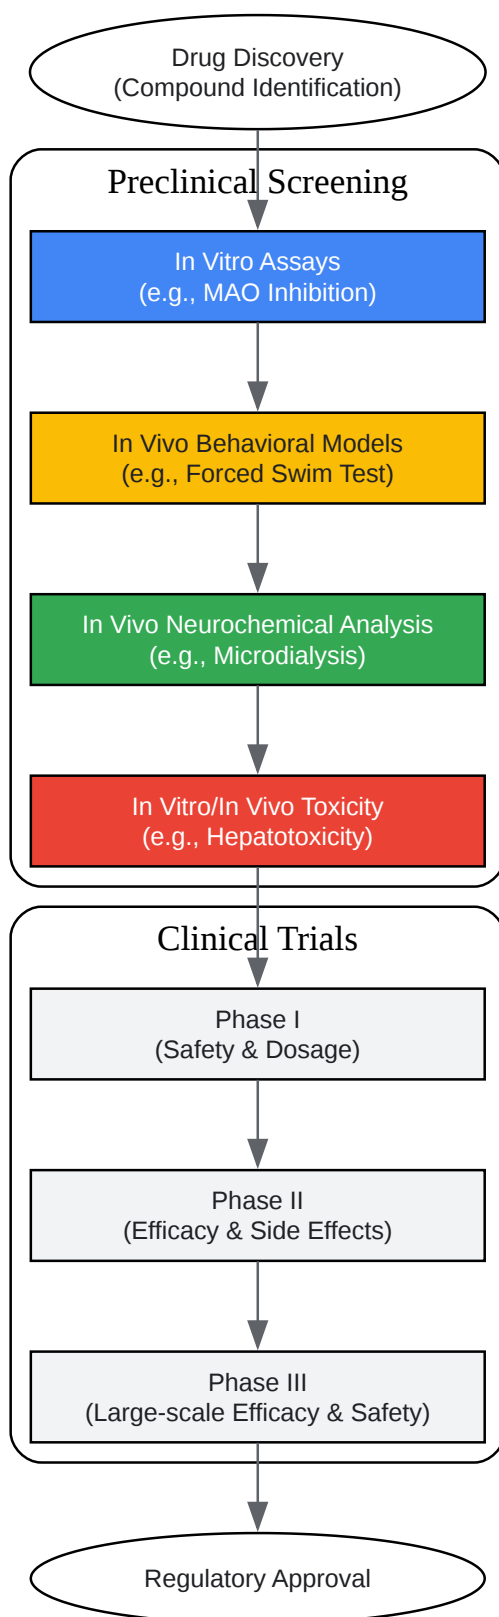 Drug Discovery
(Compound Identification)
Preclinical Screening
In Vitro Assays
(e.g., MAO Inhibition)
In Vivo Behavioral Models
(e.g., Forced Swim Test)
In Vivo Neurochemical Analysis
(e.g., Microdialysis)
In Vitro/In Vivo Toxicity
(e.g., Hepatotoxicity)
Clinical Trials
Phase I
(Safety & Dosage)
Phase II
(Efficacy & Side Effects)
Phase III
(Large-scale Efficacy & Safety)
Regulatory Approval